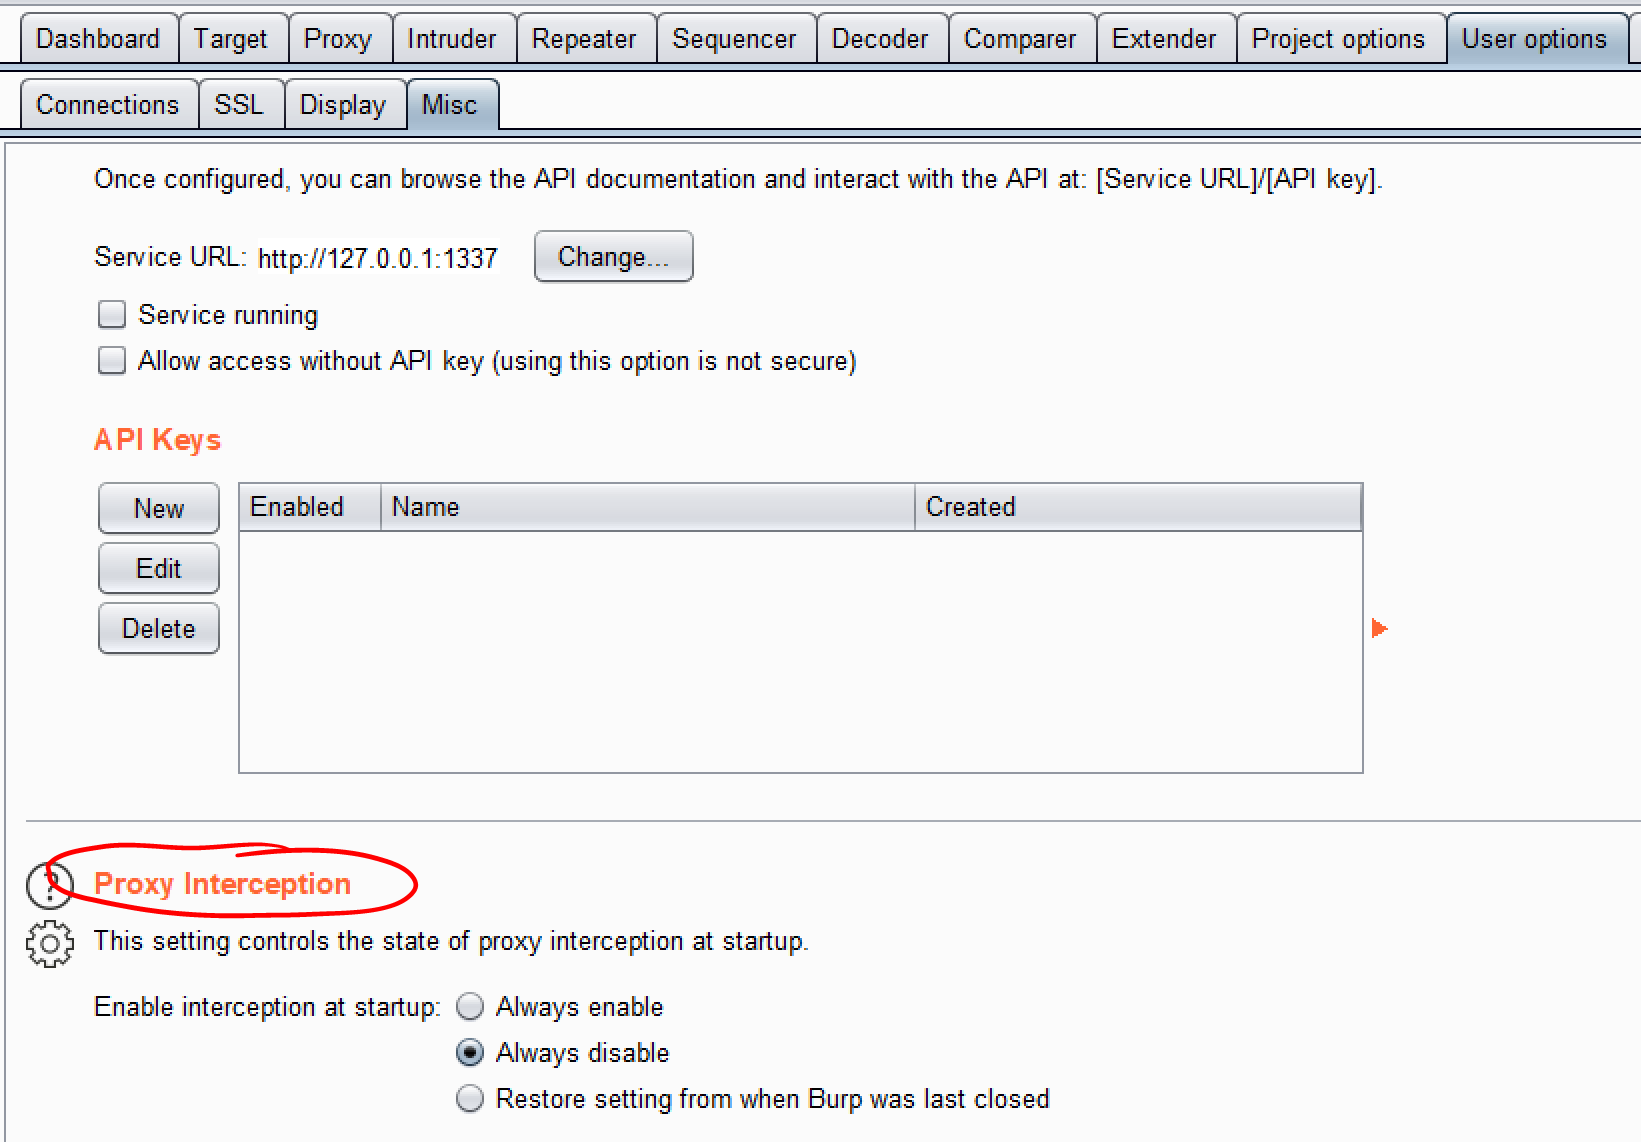 Dashboard Target Proxy Intruder Repeater Sequencer Decoder Comparer Extender Project options User options
Connections SSL Display Misc
Once configured, you can browse the API documentation and interact with the API at: [Service URL]/[API key].
Service URL: http://127.0.0.1:1337 Change...
Service running
Allow access without API key (using this option is not secure)
API Keys
New Enabled Name Created
Edit
Delete
? Proxy Interception
This setting controls the state of proxy interception at startup.
Enable interception at startup: Always enable
Always disable
Restore setting from when Burp was last closed